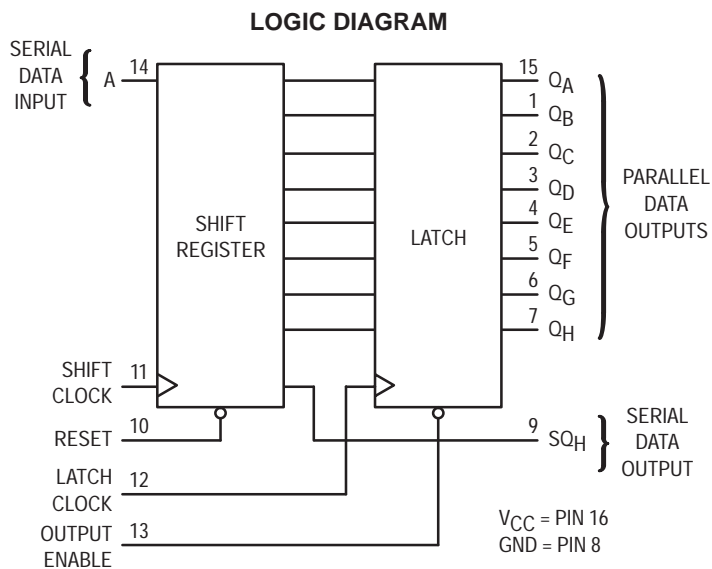 LOGIC DIAGRAM
SERIAL
DATA
INPUT
A
14
SHIFT
REGISTER
LATCH
15
QA
1
QB
2
QC
3
QD
4
QE
5
QF
6
QG
7
QH
PARALLEL
DATA
OUTPUTS
SHIFT
CLOCK
11
RESET
10
LATCH
CLOCK
12
OUTPUT
ENABLE
13
9
SQH
SERIAL
DATA
OUTPUT
VCC = PIN 16
GND = PIN 8